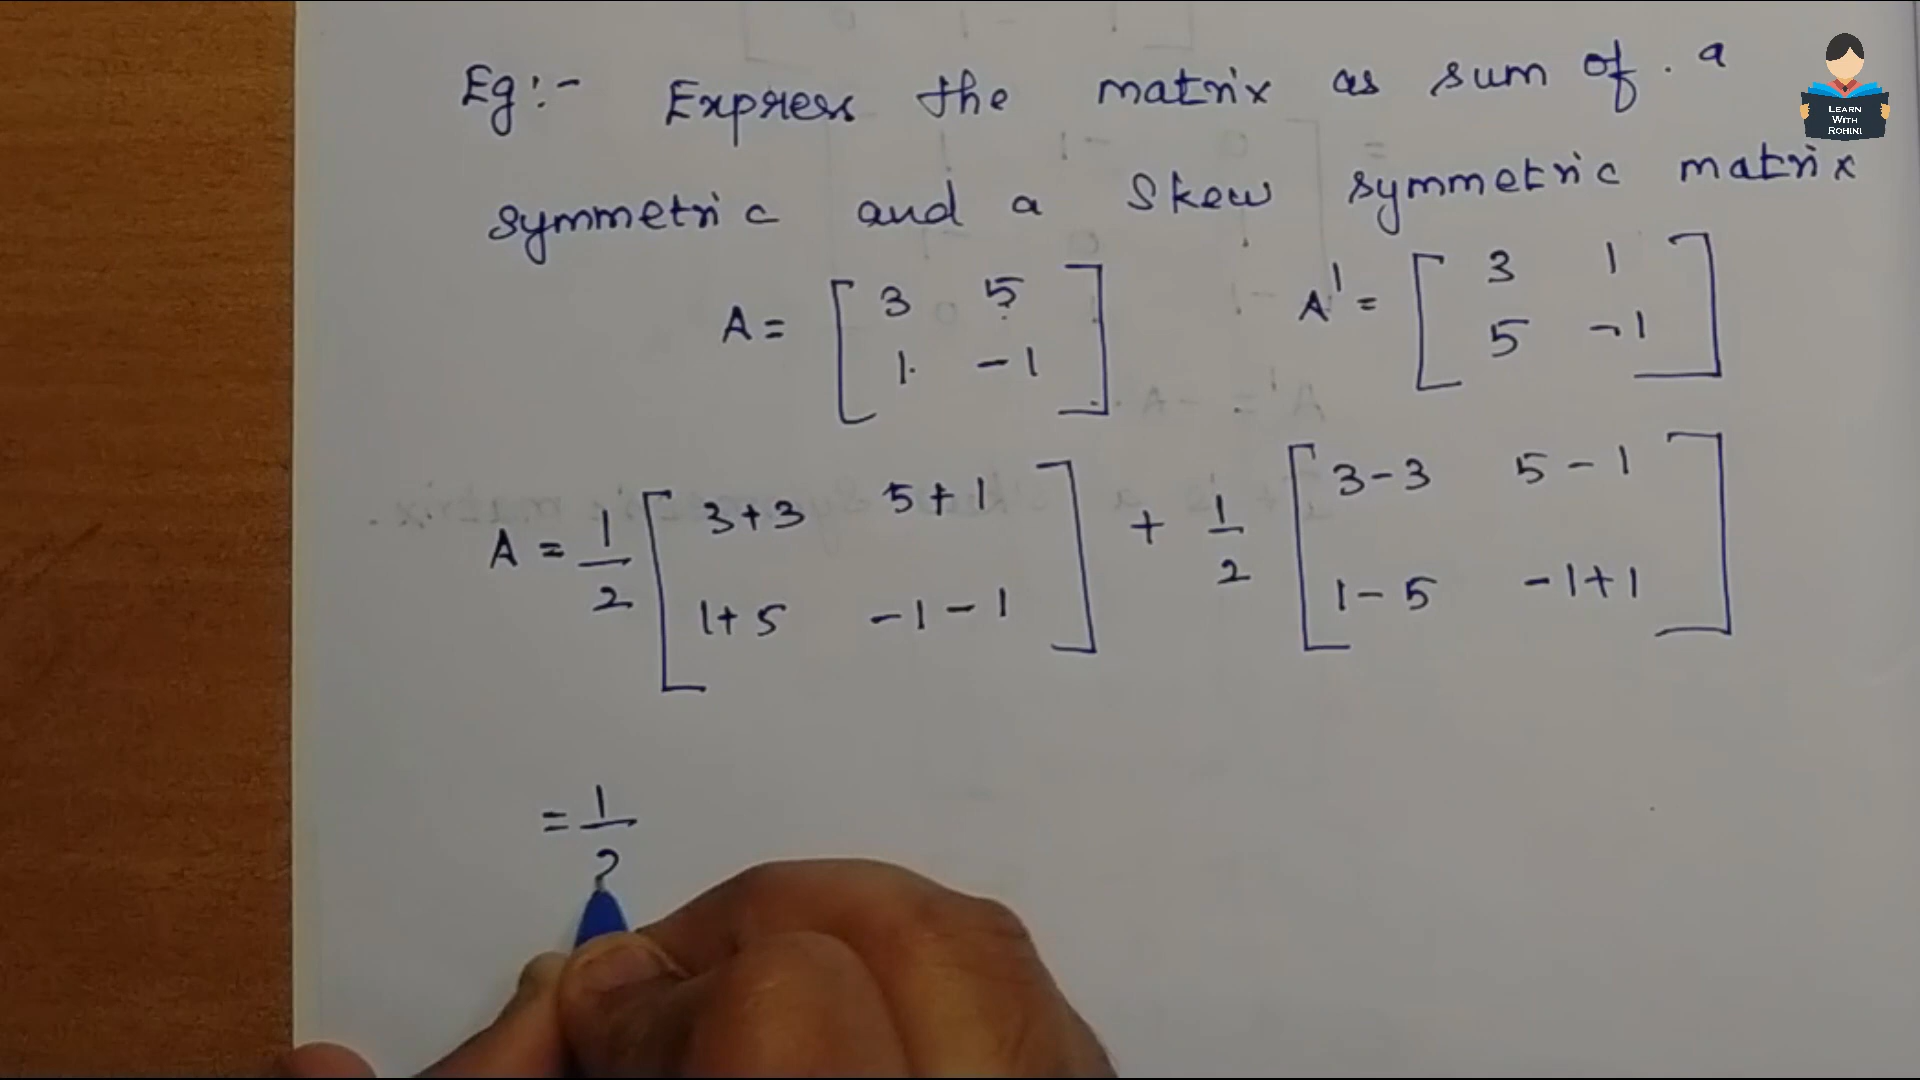 Eg:- Express the matrix as sum of . a
symmetric and a skew symmetric matrix
A = [ 3 5 ; 1 -1 ] A' = [ 3 1 ; 5 -1 ]
A = 1/2 [ 3+3 5+1 ; 1+5 -1-1 ] + 1/2 [ 3-3 5-1 ; 1-5 -1+1 ]
= 1/2
LEARN
WITH
ROHINI